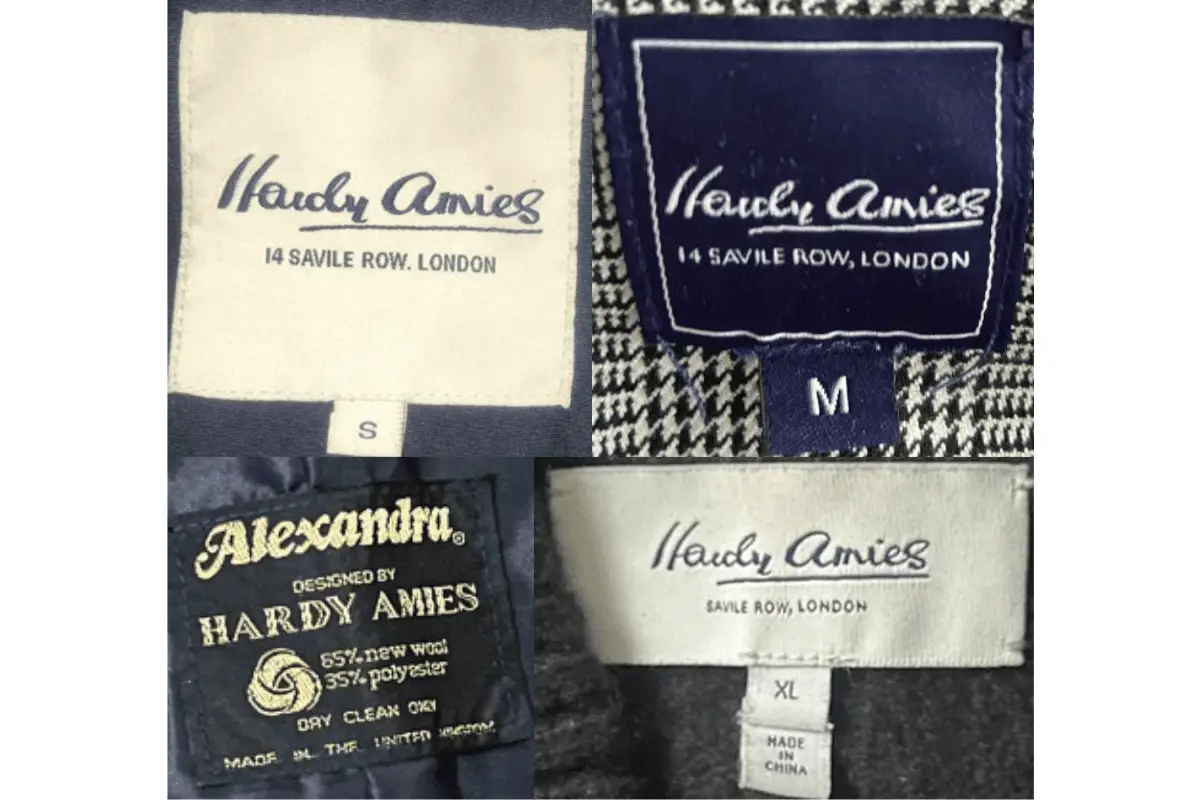 Hardy Amies
14 SAVILE ROW. LONDON
S
Hardy Amies
14 SAVILE ROW, LONDON
M
Alexandra®
DESIGNED BY
HARDY AMIES
65% new wool
35% polyester
DRY CLEAN ONLY
MADE IN THE UNITED KINGDOM
Hardy Amies
SAVILE ROW, LONDON
XL
MADE
IN
CHINA